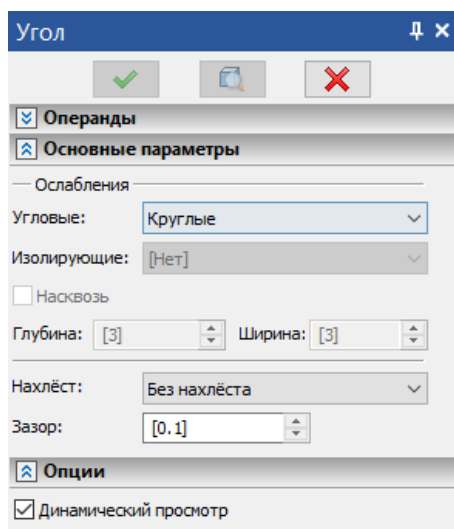 Угол
Операнды
Основные параметры
Ослабления
Угловые: Круглые
Изолирующие: [Нет]
Насквозь
Глубина: [3] Ширина: [3]
Нахлёст: Без нахлёста
Зазор: [0.1]
Опции
Динамический просмотр